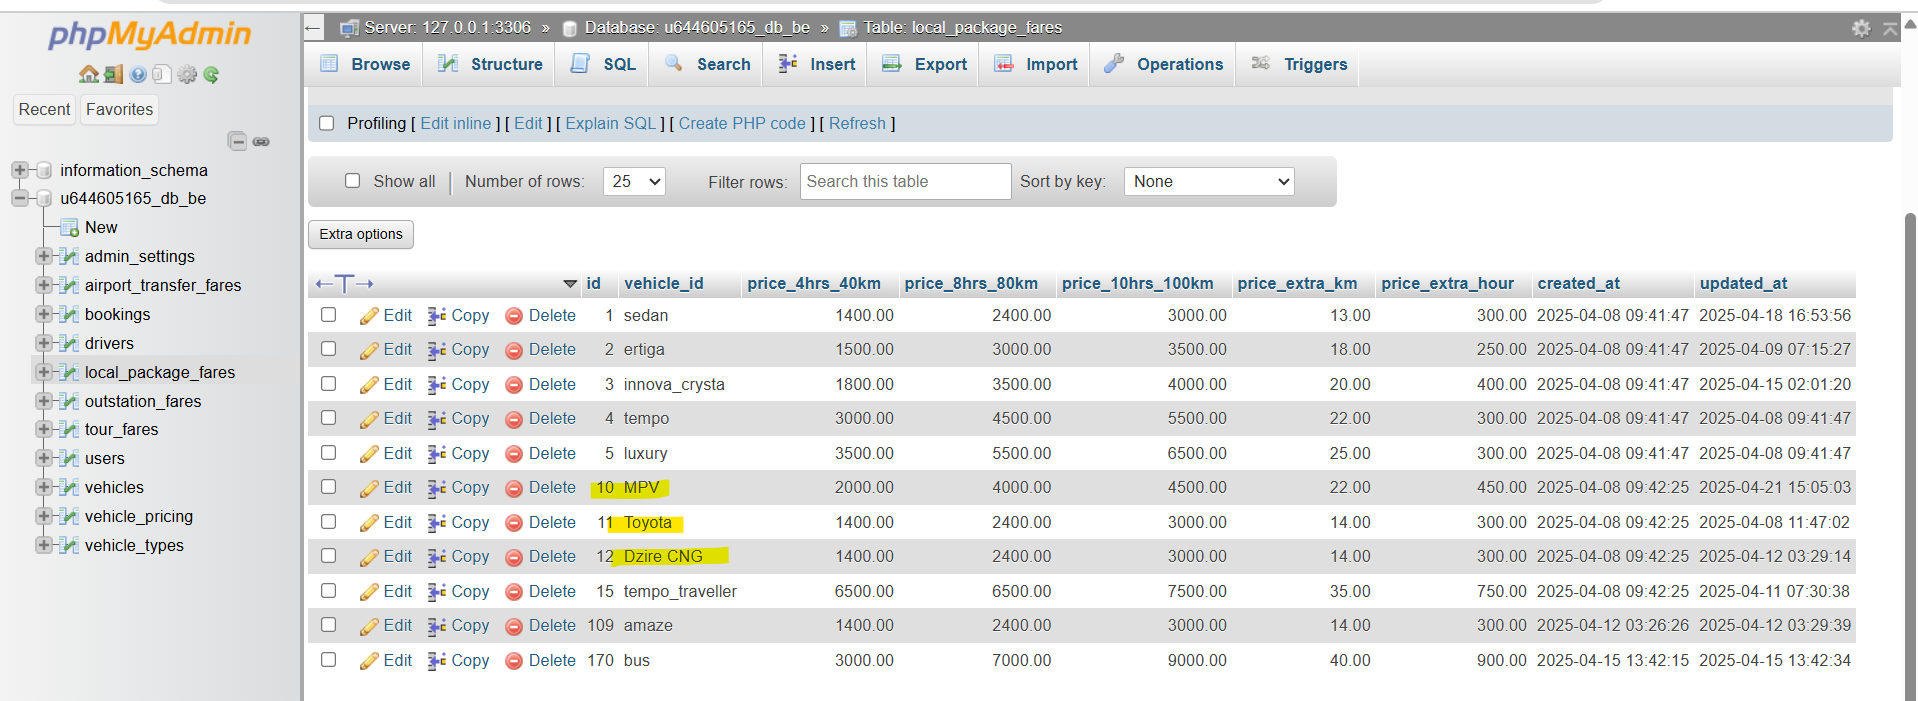 phpMyAdmin
Recent Favorites
information_schema
u644605165_db_be
New
admin_settings
airport_transfer_fares
bookings
drivers
local_package_fares
outstation_fares
tour_fares
users
vehicles
vehicle_pricing
vehicle_types
Server: 127.0.0.1:3306 » Database: u644605165_db_be » Table: local_package_fares
Browse Structure SQL Search Insert Export Import Operations Triggers
Profiling [ Edit inline ] [ Edit ] [ Explain SQL ] [ Create PHP code ] [ Refresh ]
Show all Number of rows: 25 Filter rows: Search this table Sort by key: None
Extra options
←T→ id vehicle_id price_4hrs_40km price_8hrs_80km price_10hrs_100km price_extra_km price_extra_hour created_at updated_at
Edit Copy Delete 1 sedan 1400.00 2400.00 3000.00 13.00 300.00 2025-04-08 09:41:47 2025-04-18 16:53:56
Edit Copy Delete 2 ertiga 1500.00 3000.00 3500.00 18.00 250.00 2025-04-08 09:41:47 2025-04-09 07:15:27
Edit Copy Delete 3 innova_crysta 1800.00 3500.00 4000.00 20.00 400.00 2025-04-08 09:41:47 2025-04-15 02:01:20
Edit Copy Delete 4 tempo 3000.00 4500.00 5500.00 22.00 300.00 2025-04-08 09:41:47 2025-04-08 09:41:47
Edit Copy Delete 5 luxury 3500.00 5500.00 6500.00 25.00 300.00 2025-04-08 09:41:47 2025-04-08 09:41:47
Edit Copy Delete 10 MPV 2000.00 4000.00 4500.00 22.00 450.00 2025-04-08 09:42:25 2025-04-21 15:05:03
Edit Copy Delete 11 Toyota 1400.00 2400.00 3000.00 14.00 300.00 2025-04-08 09:42:25 2025-04-08 11:47:02
Edit Copy Delete 12 Dzire CNG 1400.00 2400.00 3000.00 14.00 300.00 2025-04-08 09:42:25 2025-04-12 03:29:14
Edit Copy Delete 15 tempo_traveller 6500.00 6500.00 7500.00 35.00 750.00 2025-04-08 09:42:25 2025-04-11 07:30:38
Edit Copy Delete 109 amaze 1400.00 2400.00 3000.00 14.00 300.00 2025-04-12 03:26:26 2025-04-12 03:29:39
Edit Copy Delete 170 bus 3000.00 7000.00 9000.00 40.00 900.00 2025-04-15 13:42:15 2025-04-15 13:42:34